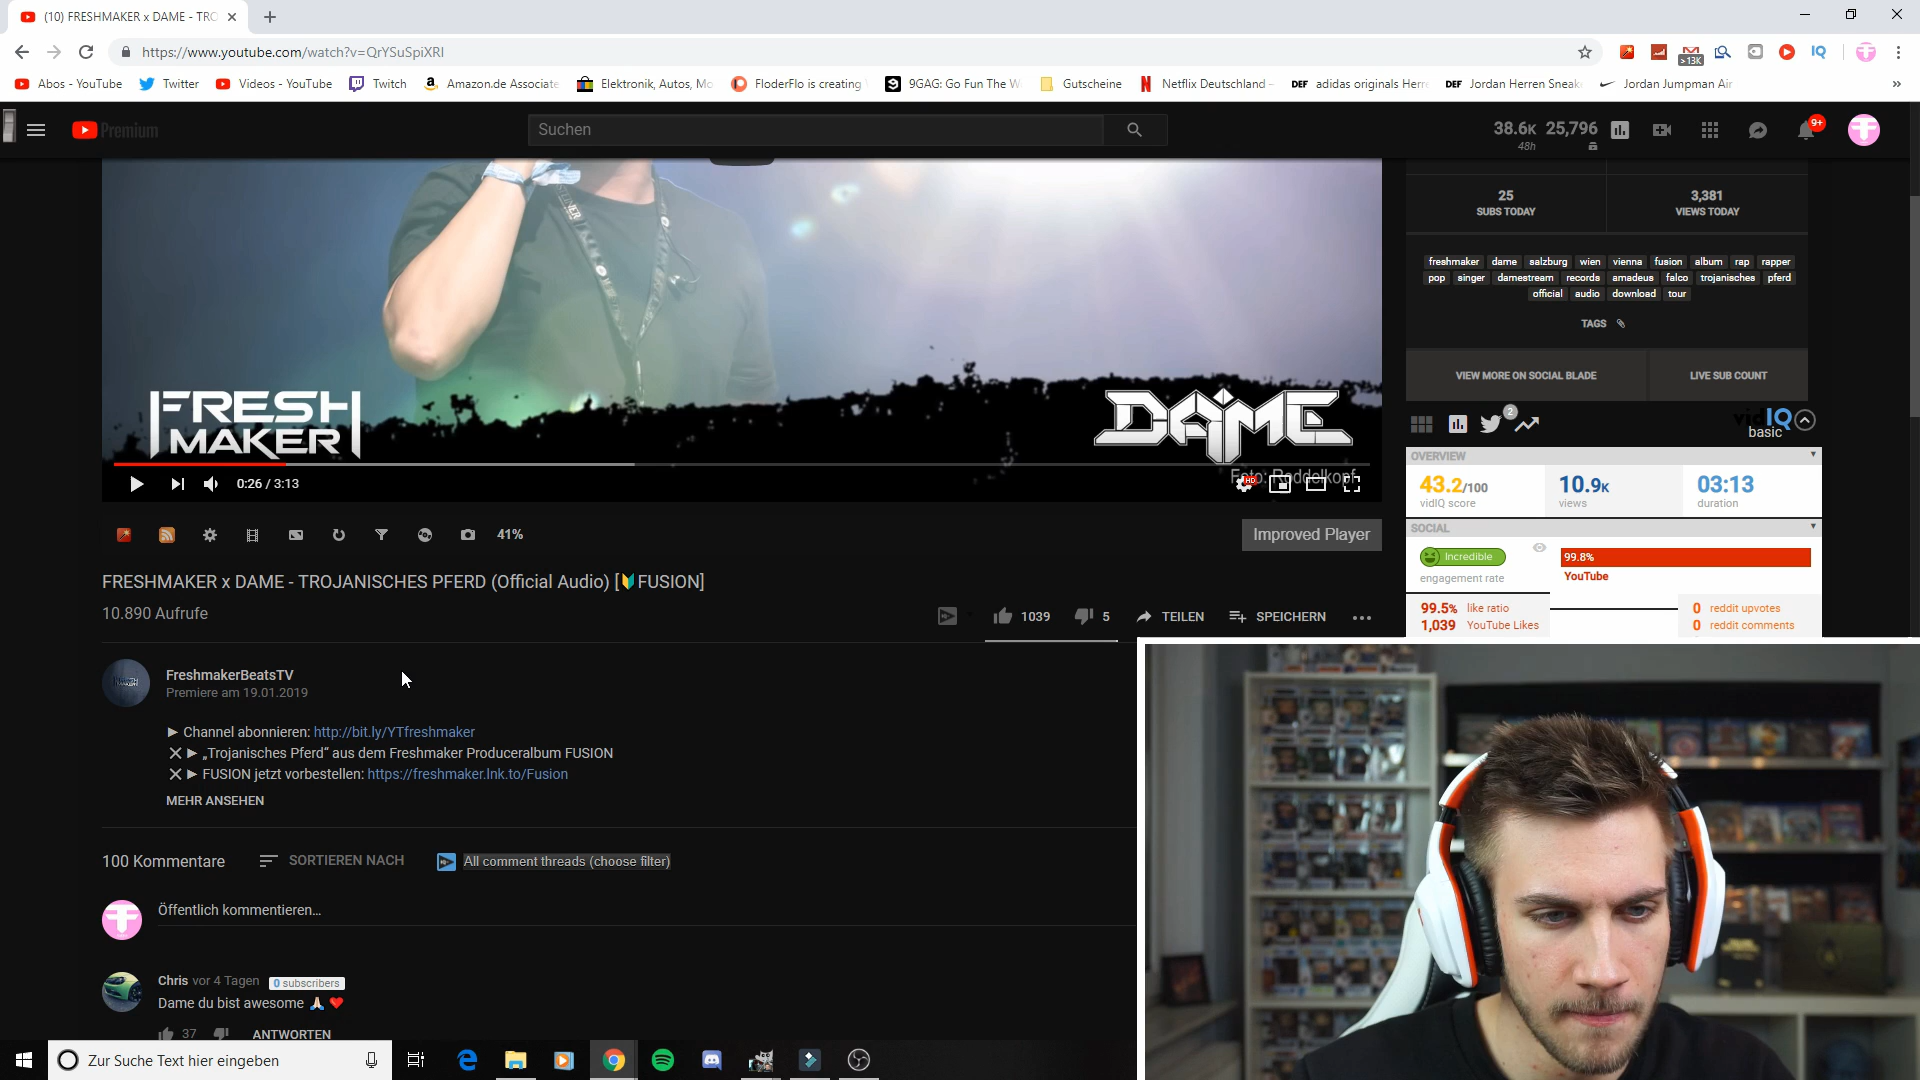 (10) FRESHMAKER x DAME - TRO
https://www.youtube.com/watch?v=QrYSuSpiXRI
>13K
IQ
Abos - YouTube
Twitter
Videos - YouTube
Twitch
Amazon.de Associate
Elektronik, Autos, Mo
FloderFlo is creating
9GAG: Go Fun The W
Gutscheine
Netflix Deutschland -
DEF adidas originals Herre
DEF Jordan Herren Sneak
Jordan Jumpman Air
Premium
Suchen
38.6K 25,796
48h
9+
25
SUBS TODAY
3,381
VIEWS TODAY
freshmaker dame salzburg wien vienna fusion album rap rapper
pop singer damestream records amadeus falco trojanisches pferd
official audio download tour
TAGS
VIEW MORE ON SOCIAL BLADE
LIVE SUB COUNT
FRESH
MAKER
DAME
Foto: Roddelkopf
0:26 / 3:13
HD
2
vidIQ
basic
OVERVIEW
43.2/100
vidIQ score
10.9K
views
03:13
duration
SOCIAL
Incredible
engagement rate
99.8%
YouTube
99.5% like ratio
1,039 YouTube Likes
0 reddit upvotes
0 reddit comments
41%
Improved Player
FRESHMAKER x DAME - TROJANISCHES PFERD (Official Audio) [🔰FUSION]
10.890 Aufrufe
1039
5
TEILEN
SPEICHERN
FreshmakerBeatsTV
Premiere am 19.01.2019
► Channel abonnieren: http://bit.ly/YTfreshmaker
╳ ► „Trojanisches Pferd“ aus dem Freshmaker Produceralbum FUSION
╳ ► FUSION jetzt vorbestellen: https://freshmaker.lnk.to/Fusion
MEHR ANSEHEN
100 Kommentare
SORTIEREN NACH
All comment threads (choose filter)
Öffentlich kommentieren...
Chris vor 4 Tagen 0 subscribers
Dame du bist awesome 🙏🏻 ❤
37
ANTWORTEN
Zur Suche Text hier eingeben